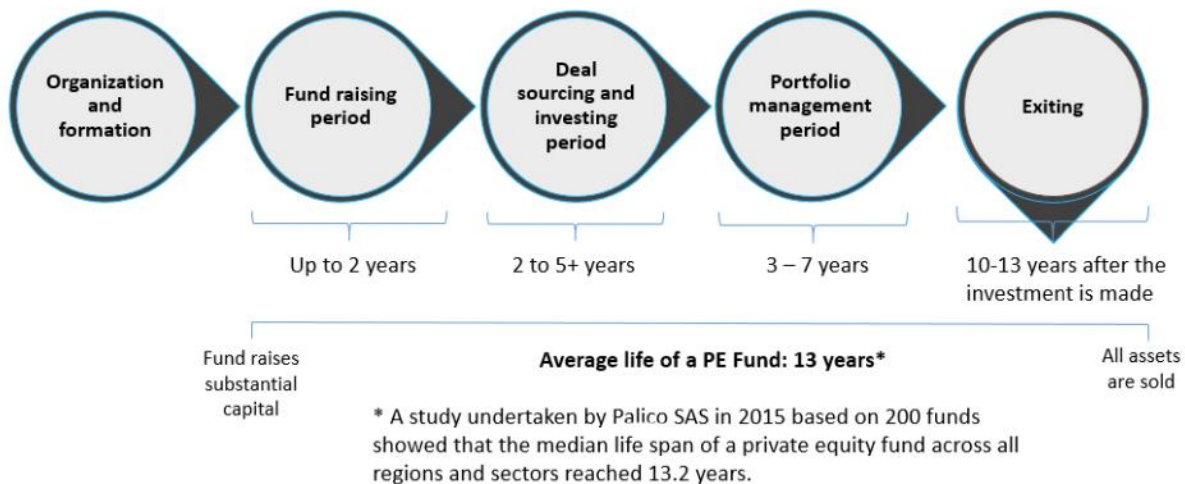 Organization
and
formation
Fund raising
period
Deal
sourcing and
investing
period
Portfolio
management
period
Exiting
Up to 2 years
2 to 5+ years
3 – 7 years
10-13 years after the
investment is made
Fund raises
substantial
capital
Average life of a PE Fund: 13 years*
All assets
are sold
* A study undertaken by Palico SAS in 2015 based on 200 funds
showed that the median life span of a private equity fund across all
regions and sectors reached 13.2 years.